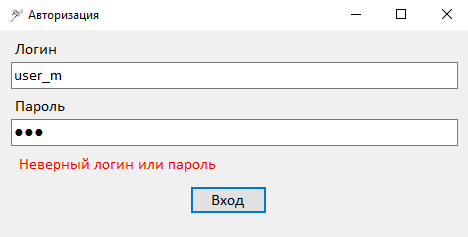 Авторизация
Логин
user_m
Пароль
●●●
Неверный логин или пароль
Вход